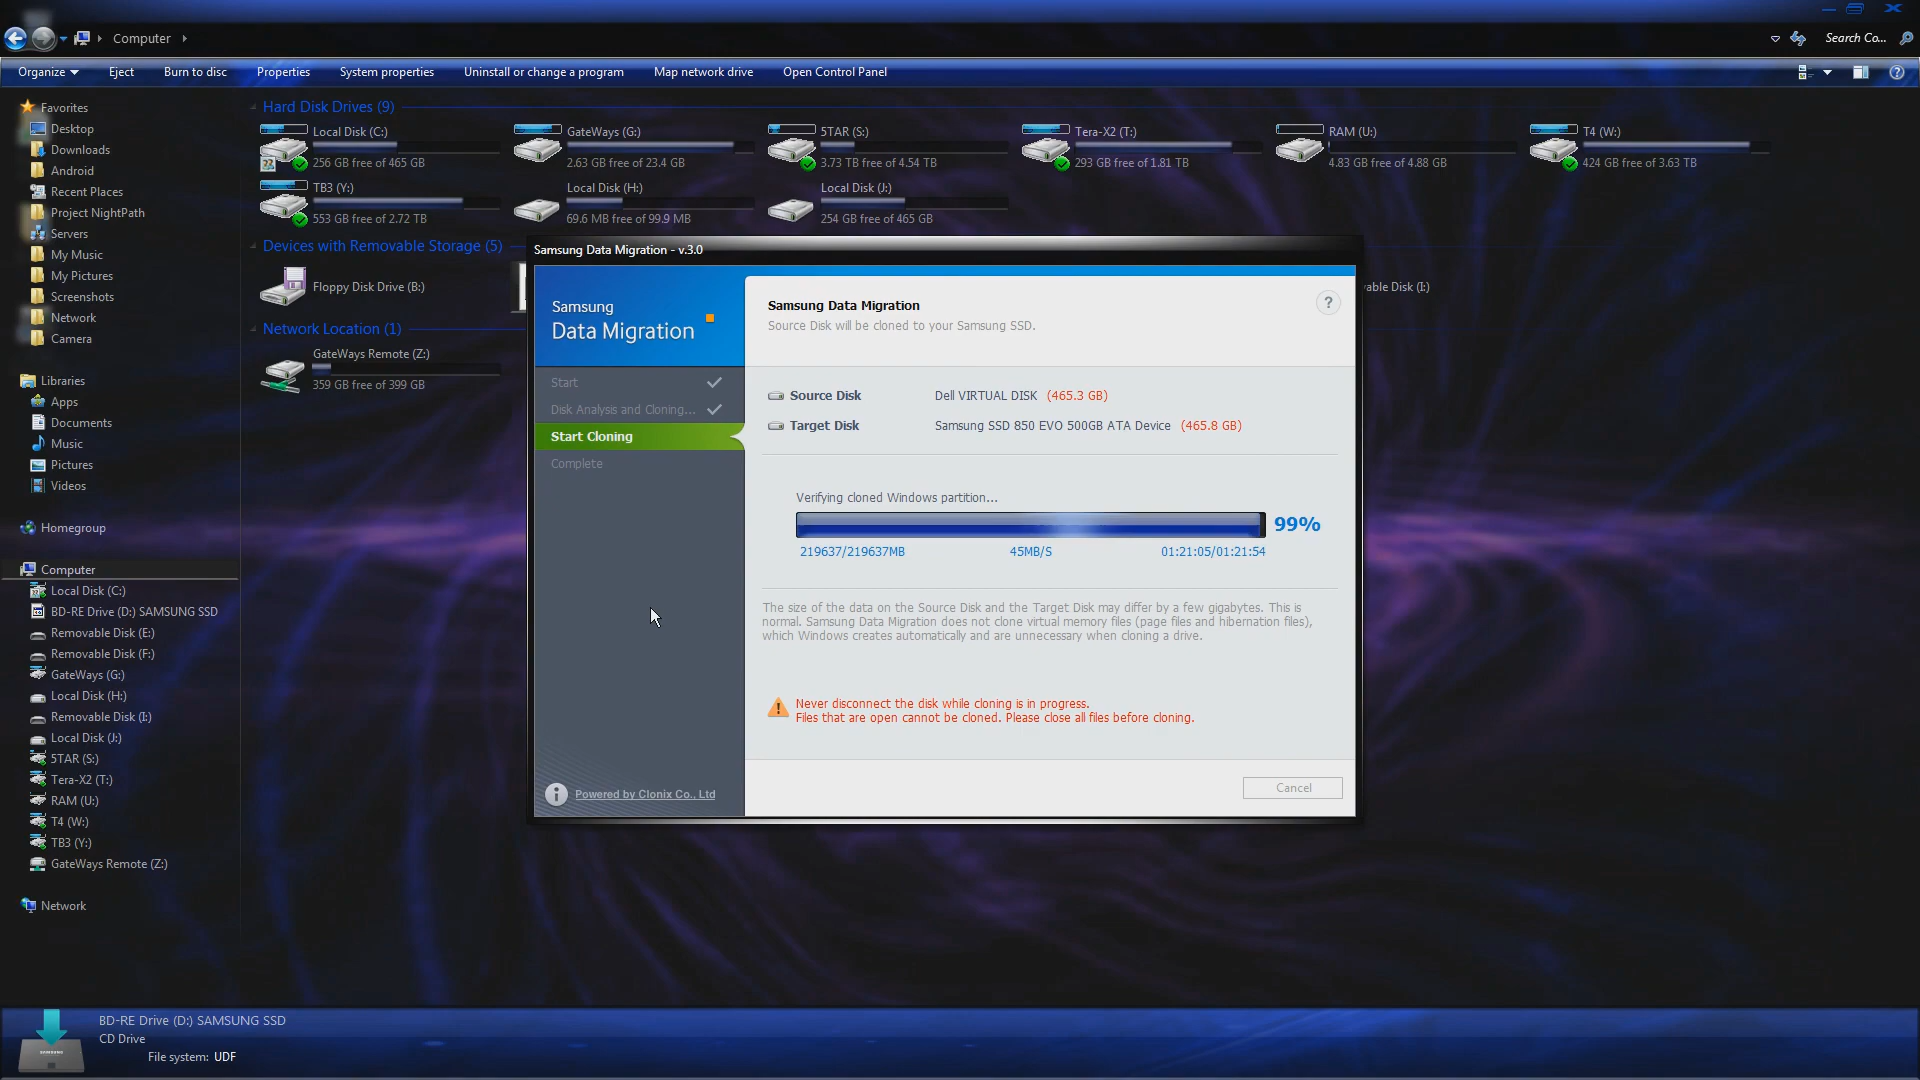 Computer
Search Co...
Organize
Eject
Burn to disc
Properties
System properties
Uninstall or change a program
Map network drive
Open Control Panel
Favorites
Desktop
Downloads
Android
Recent Places
Project NightPath
Servers
My Music
My Pictures
Screenshots
Network
Camera
Libraries
Apps
Documents
Music
Pictures
Videos
Homegroup
Computer
Local Disk (C:)
BD-RE Drive (D:) SAMSUNG SSD
Removable Disk (E:)
Removable Disk (F:)
GateWays (G:)
Local Disk (H:)
Removable Disk (I:)
Local Disk (J:)
5TAR (S:)
Tera-X2 (T:)
RAM (U:)
T4 (W:)
TB3 (Y:)
GateWays Remote (Z:)
Network
Hard Disk Drives (9)
Local Disk (C:)
256 GB free of 465 GB
GateWays (G:)
2.63 GB free of 23.4 GB
5TAR (S:)
3.73 TB free of 4.54 TB
Tera-X2 (T:)
293 GB free of 1.81 TB
RAM (U:)
4.83 GB free of 4.88 GB
T4 (W:)
424 GB free of 3.63 TB
TB3 (Y:)
553 GB free of 2.72 TB
Local Disk (H:)
69.6 MB free of 99.9 MB
Local Disk (J:)
254 GB free of 465 GB
Devices with Removable Storage (5)
Floppy Disk Drive (B:)
able Disk (I:)
Network Location (1)
GateWays Remote (Z:)
359 GB free of 399 GB
Samsung Data Migration - v.3.0
Samsung
Data Migration
Start
Disk Analysis and Cloning...
Start Cloning
Complete
Powered by Clonix Co., Ltd
Samsung Data Migration
?
Source Disk will be cloned to your Samsung SSD.
Source Disk Dell VIRTUAL DISK (465.3 GB)
Target Disk Samsung SSD 850 EVO 500GB ATA Device (465.8 GB)
Verifying cloned Windows partition...
99%
219637/219637MB 45MB/S 01:21:05/01:21:54
The size of the data on the Source Disk and the Target Disk may differ by a few gigabytes. This is
normal. Samsung Data Migration does not clone virtual memory files (page files and hibernation files),
which Windows creates automatically and are unnecessary when cloning a drive.
Never disconnect the disk while cloning is in progress.
Files that are open cannot be cloned. Please close all files before cloning.
Cancel
BD-RE Drive (D:) SAMSUNG SSD
CD Drive
File system: UDF